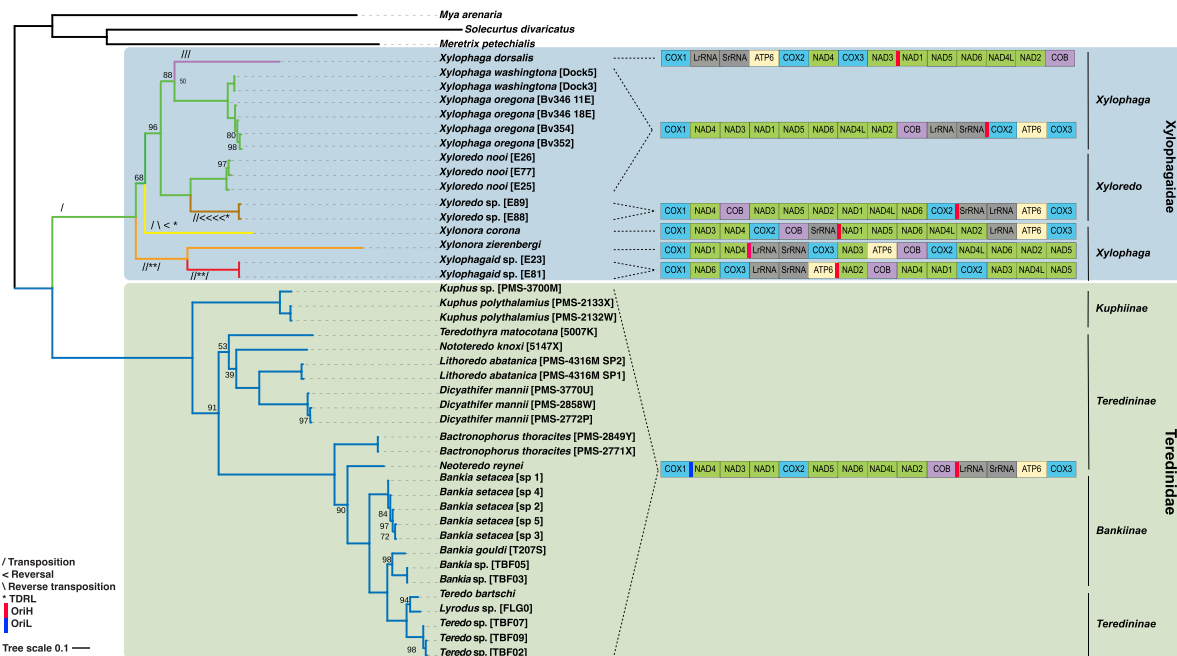 Mya arenaria
Solecurtus divaricatus
Meretrix petechialis
/// Xylophaga dorsalis COX1 LrRNA SrRNA ATP6 COX2 NAD4 COX3 NAD3 NAD1 NAD5 NAD6 NAD4L NAD2 COB
88 50 Xylophaga washingtona [Dock5]
Xylophaga washingtona [Dock3]
Xylophaga oregona [Bv346 11E] Xylophaga
Xylophaga oregona [Bv346 18E]
96 80 Xylophaga oregona [Bv354] COX1 NAD4 NAD3 NAD1 NAD5 NAD6 NAD4L NAD2 COB LrRNA SrRNA COX2 ATP6 COX3
98 Xylophaga oregona [Bv352]
97 Xyloredo nooi [E26]
Xyloredo nooi [E77]
68 Xyloredo nooi [E25] Xyloredo
/ Xyloredo sp. [E89] COX1 NAD4 COB NAD3 NAD5 NAD2 NAD1 NAD4L NAD6 COX2 SrRNA LrRNA ATP6 COX3
//<<<<* Xyloredo sp. [E88]
/ \ < * Xylonora corona COX1 NAD3 NAD4 COX2 COB SrRNA NAD1 NAD5 NAD6 NAD4L NAD2 LrRNA ATP6 COX3
Xylonora zierenbergi COX1 NAD1 NAD4 LrRNA SrRNA COX3 NAD3 ATP6 COB COX2 NAD4L NAD6 NAD2 NAD5 Xylophaga
//**/ Xylophagaid sp. [E23]
//**/ Xylophagaid sp. [E81] COX1 NAD6 COX3 LrRNA SrRNA ATP6 NAD2 COB NAD4 NAD1 COX2 NAD3 NAD4L NAD5
Xylophagaidae
Kuphus sp. [PMS-3700M]
Kuphus polythalamius [PMS-2133X] Kuphiinae
Kuphus polythalamius [PMS-2132W]
Teredothyra matocotana [5007K]
53 Nototeredo knoxi [5147X]
Lithoredo abatanica [PMS-4316M SP2]
39 Lithoredo abatanica [PMS-4316M SP1]
Dicyathifer mannii [PMS-3770U]
91 Dicyathifer mannii [PMS-2858W] Teredininae
97 Dicyathifer mannii [PMS-2772P]
Bactronophorus thoracites [PMS-2849Y]
Bactronophorus thoracites [PMS-2771X]
Neoteredo reynei COX1 NAD4 NAD3 NAD1 COX2 NAD5 NAD6 NAD4L NAD2 COB LrRNA SrRNA ATP6 COX3
Bankia setacea [sp 1]
Bankia setacea [sp 4]
90 84 Bankia setacea [sp 2]
97 Bankia setacea [sp 5]
72 Bankia setacea [sp 3] Bankiinae
Bankia gouldi [T207S]
98 Bankia sp. [TBF05]
Bankia sp. [TBF03]
Teredo bartschi
94 Lyrodus sp. [FLG0]
Teredo sp. [TBF07] Teredininae
Teredo sp. [TBF09]
98 Teredo sp. [TBF02]
Teredinidae
/ Transposition
< Reversal
\ Reverse transposition
* TDRL
OriH
OriL
Tree scale 0.1